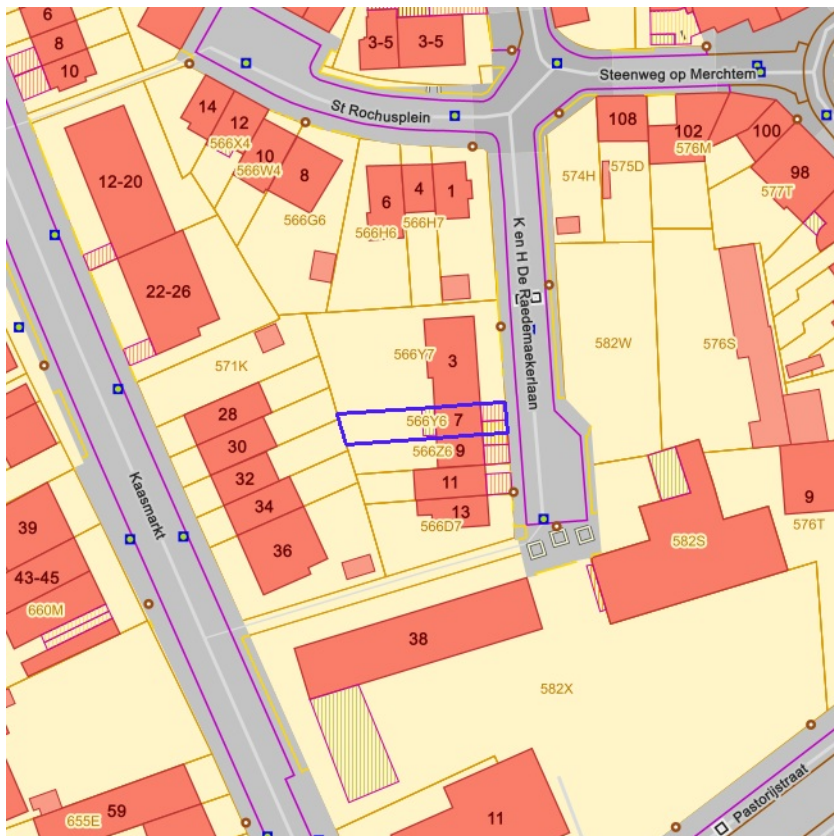 6
8
10
3-5
3-5
Steenweg op Merchtem
14
12
10
8
566X4
566W4
566G6
St Rochusplein
108
102
100
98
576M
577T
574H
575D
12-20
6
4
1
566H6
566H7
K en H De Raedemaekerlaan
22-26
571K
566Y7
3
582W
576S
28
30
32
34
36
566Y6
7
566Z6
9
11
13
566D7
Kaasmarkt
39
43-45
660M
9
576T
582S
38
582X
59
655E
11
Pastorijstraat